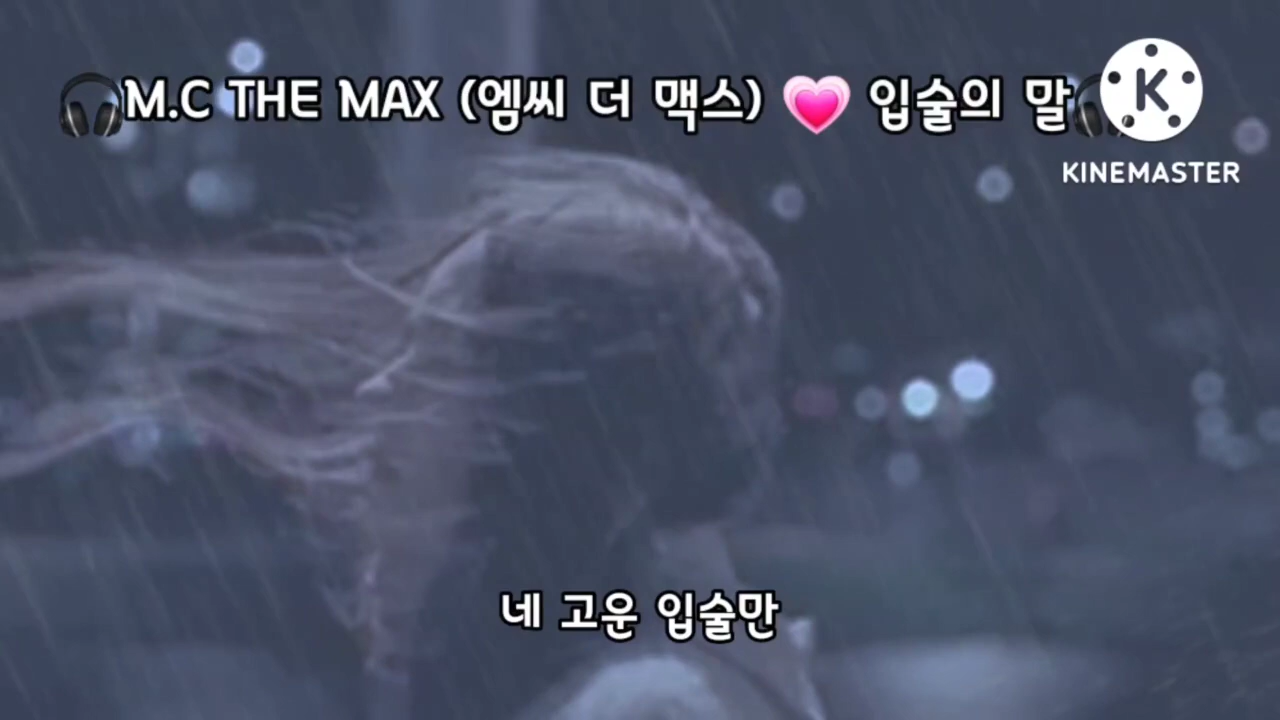 🎧M.C THE MAX (엠씨 더 맥스) 💗 입술의 말🎧
K
KINEMASTER
네 고운 입술만